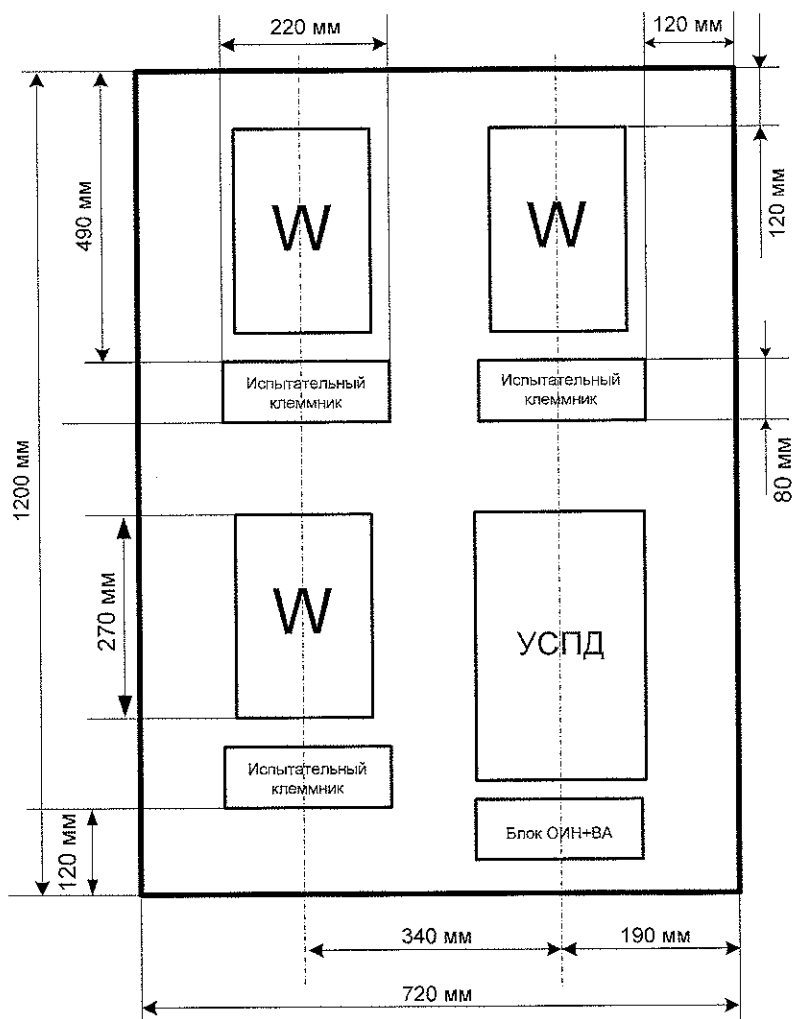 220 мм
120 мм
490 мм
W
W
120 мм
Испытательный
клеммник
Испытательный
клеммник
80 мм
1200 мм
270 мм
W
УСПД
Испытательный
клеммник
Блок ОИН+ВА
120 мм
340 мм
190 мм
720 мм